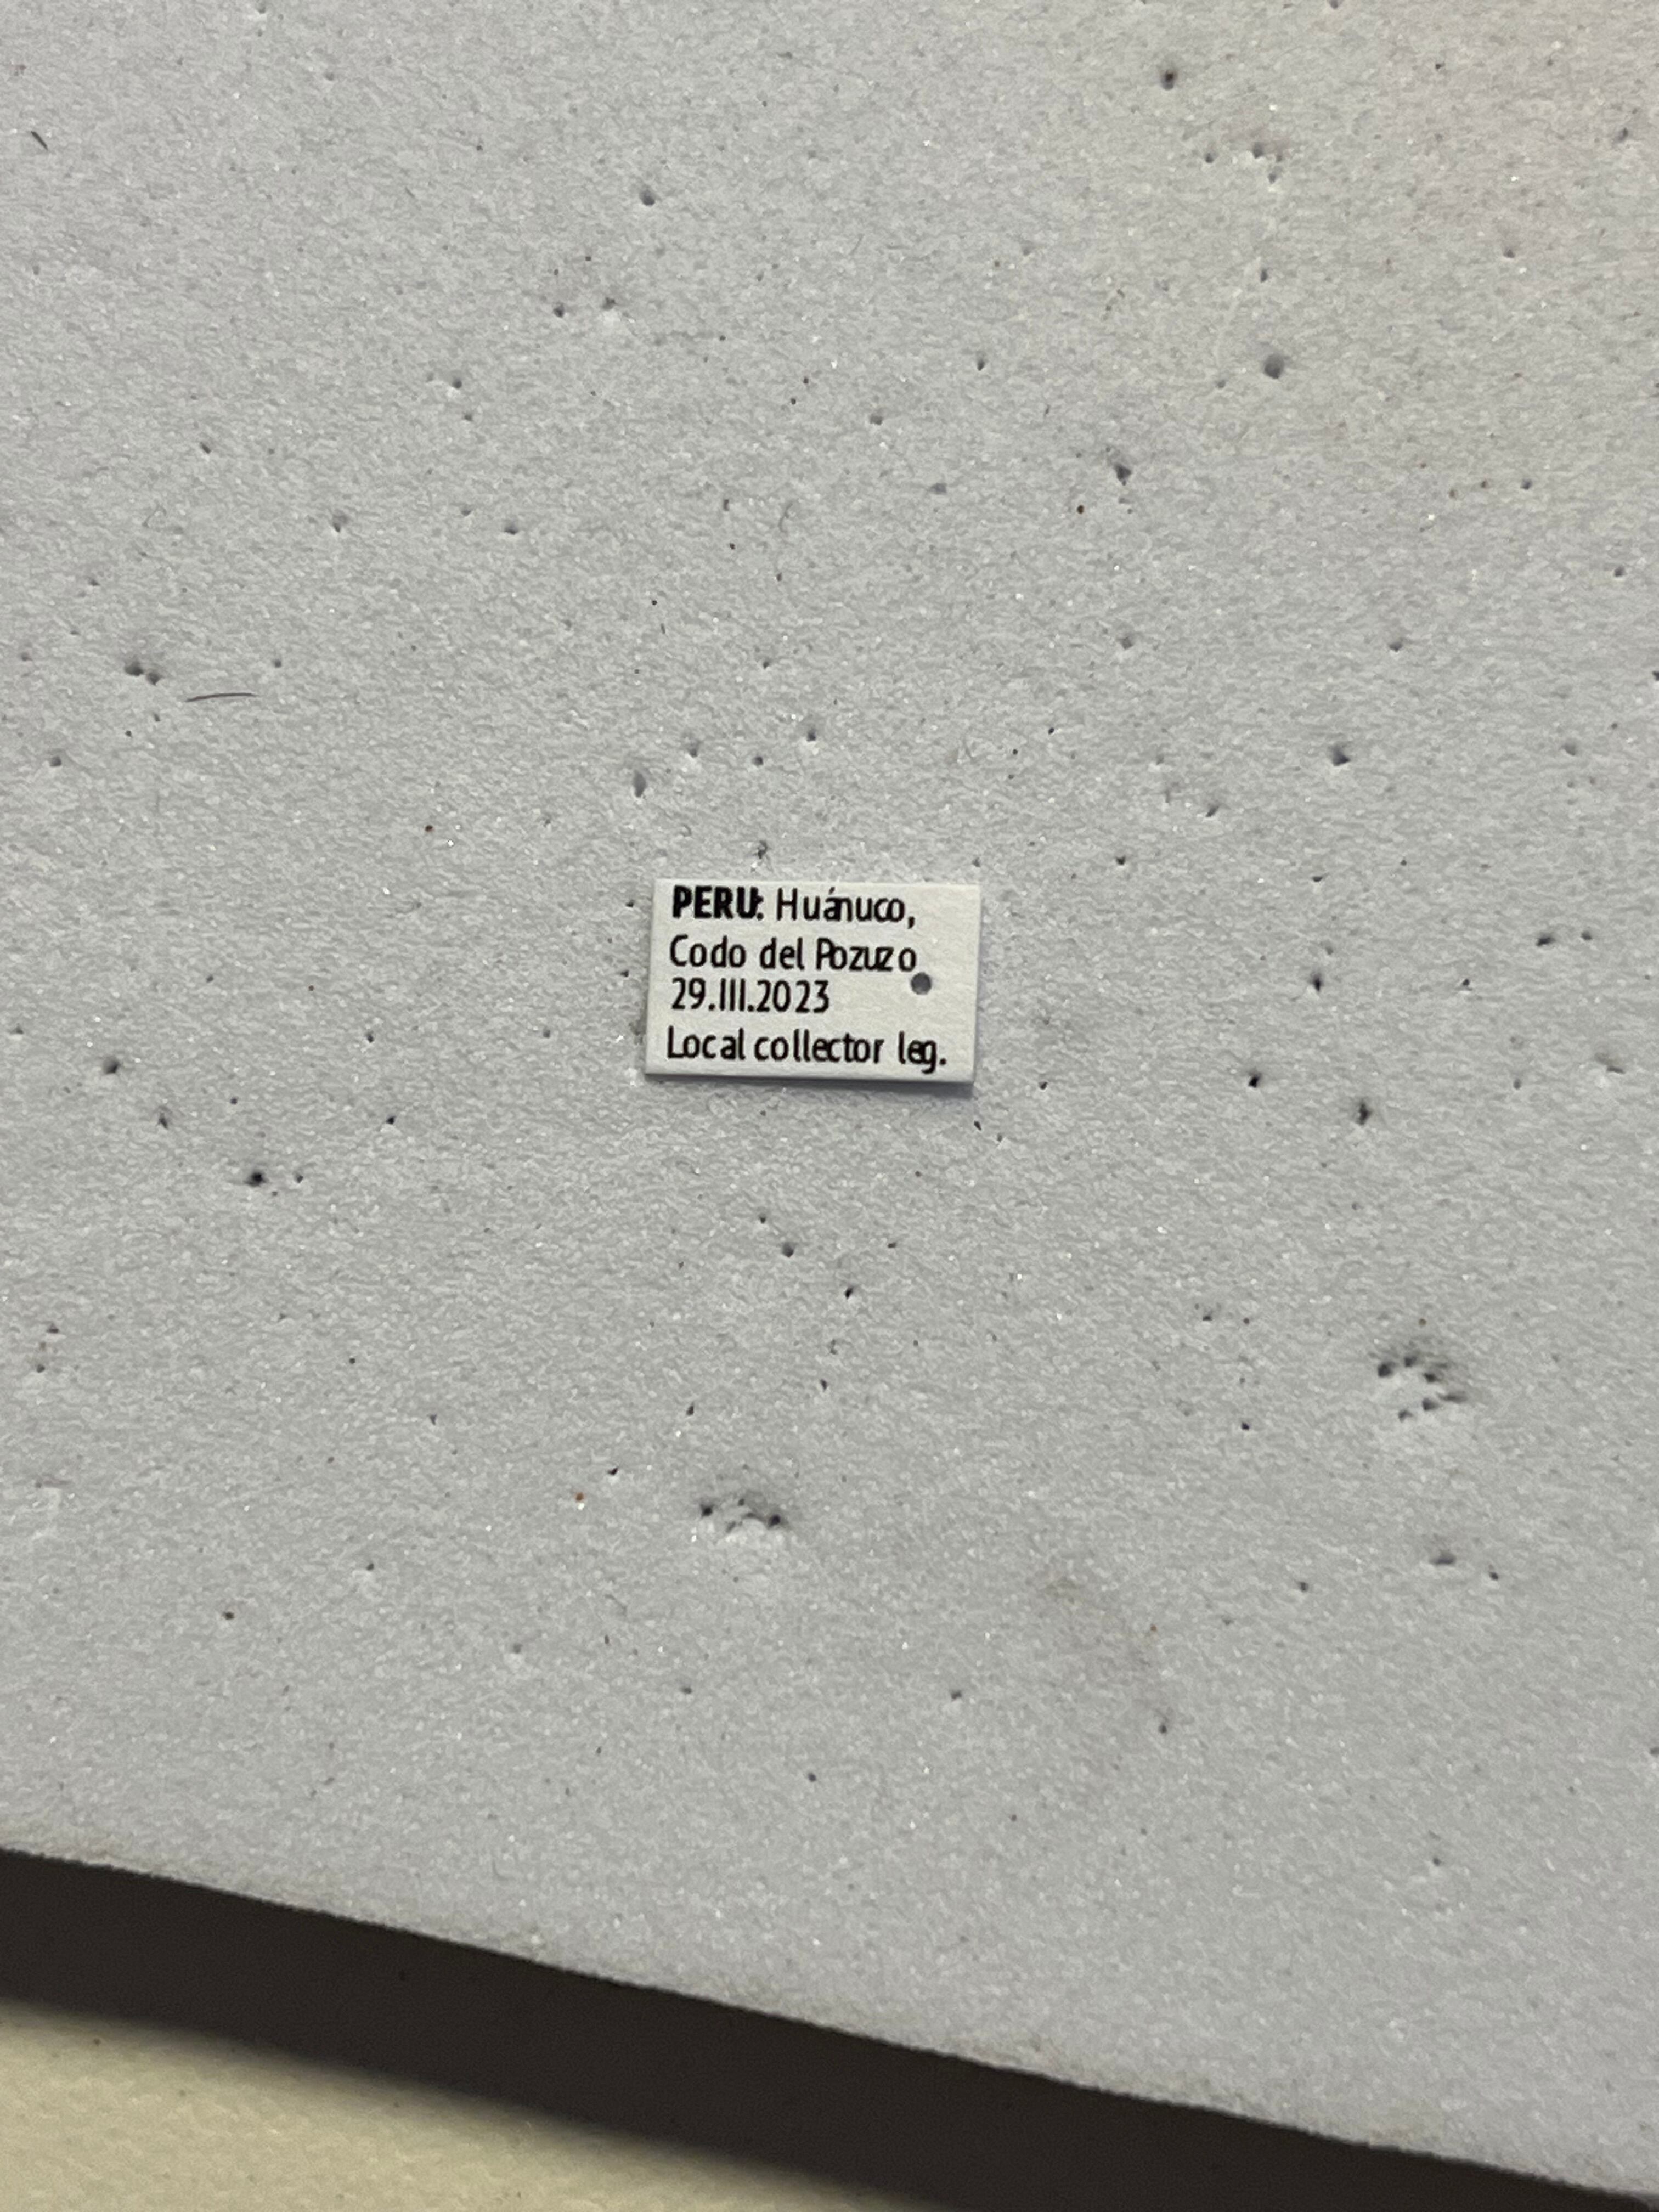 PERU: Huánuco,
Codo del Pozuzo
29.III.2023
Local collector leg.